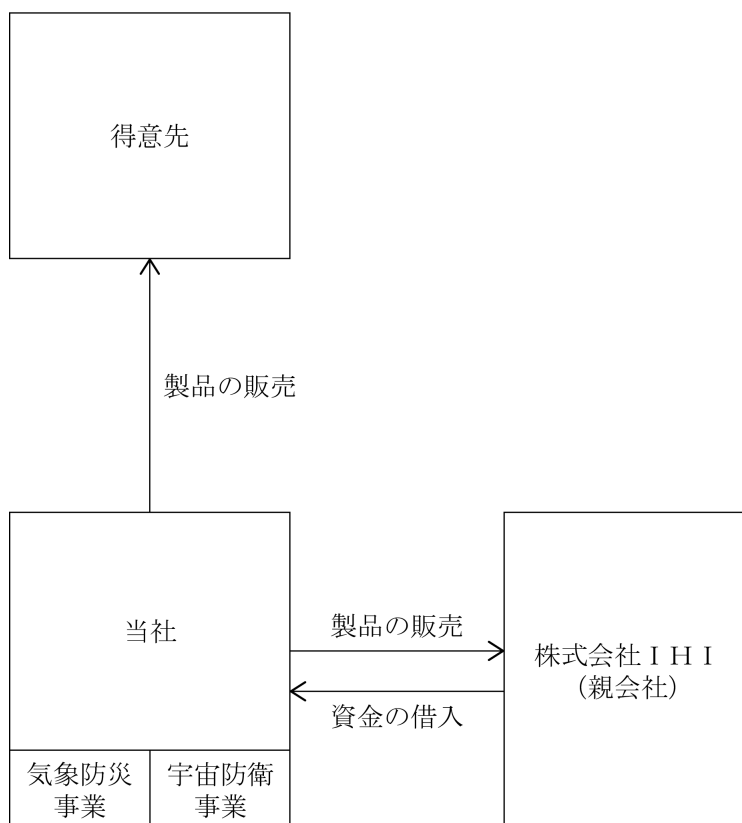 得意先
製品の販売
当社
製品の販売
資金の借入
株式会社ＩＨＩ
（親会社）
気象防災
事業
宇宙防衛
事業